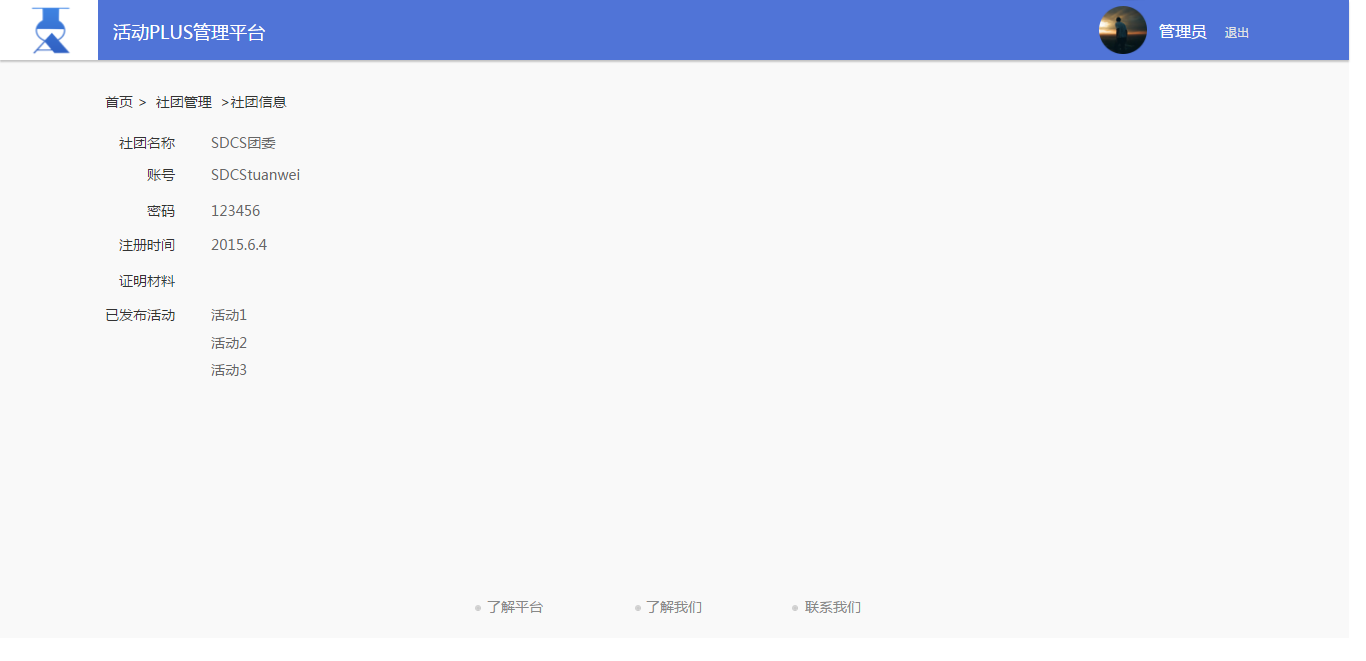 活动PLUS管理平台
管理员 退出
首页 > 社团管理 >社团信息
社团名称 SDCS团委
账号 SDCStuanwei
密码 123456
注册时间 2015.6.4
证明材料
已发布活动 活动1
活动2
活动3
了解平台 了解我们 联系我们